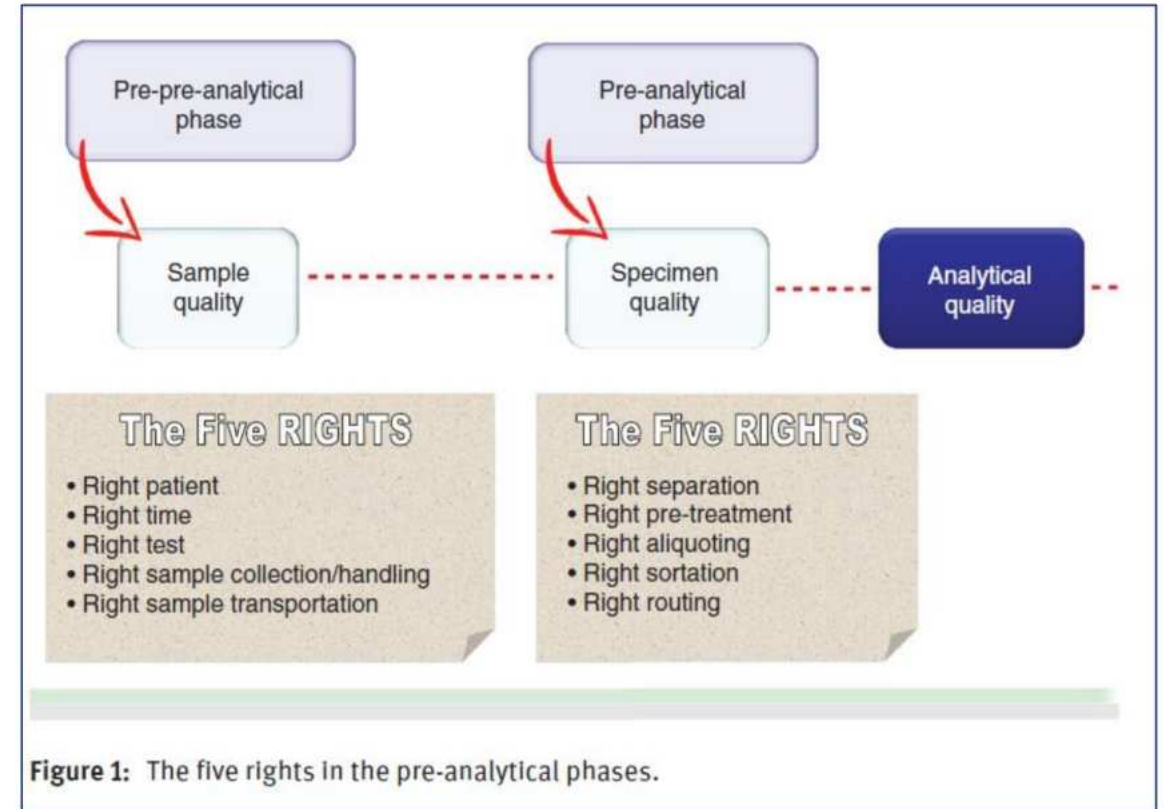 Pre-pre-analytical
phase
Pre-analytical
phase
Sample
quality
Specimen
quality
Analytical
quality
The Five RIGHTS
• Right patient
• Right time
• Right test
• Right sample collection/handling
• Right sample transportation
The Five RIGHTS
• Right separation
• Right pre-treatment
• Right aliquoting
• Right sortation
• Right routing
Figure 1: The five rights in the pre-analytical phases.